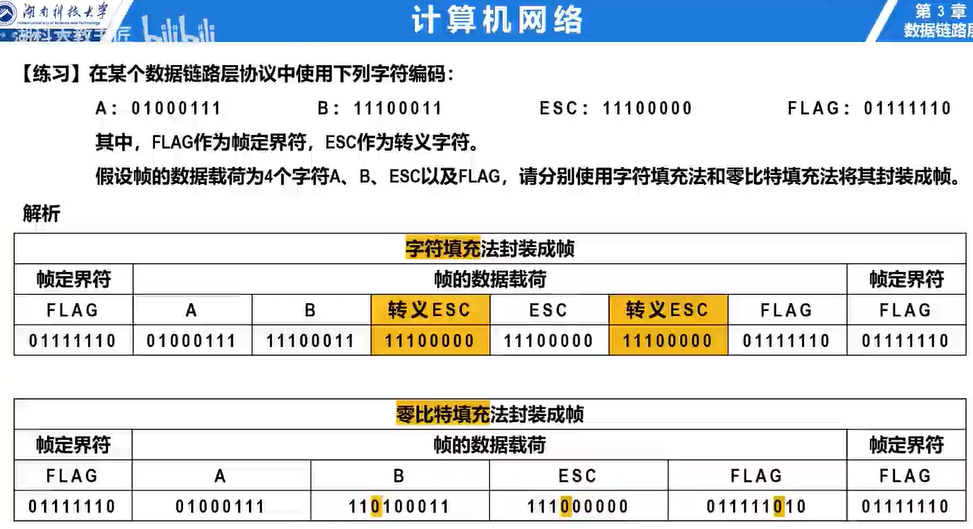 湖南科技大学
计算机网络
第 3 章
数据链路层
湖科大教书匠 bilibili
【练习】在某个数据链路层协议中使用下列字符编码：
A：01000111 B：11100011 ESC：11100000 FLAG：01111110
其中，FLAG作为帧定界符，ESC作为转义字符。
假设帧的数据载荷为4个字符A、B、ESC以及FLAG，请分别使用字符填充法和零比特填充法将其封装成帧。
解析
字符填充法封装成帧
帧定界符 帧的数据载荷 帧定界符
FLAG A B 转义ESC ESC 转义ESC FLAG FLAG
01111110 01000111 11100011 11100000 11100000 11100000 01111110 01111110
零比特填充法封装成帧
帧定界符 帧的数据载荷 帧定界符
FLAG A B ESC FLAG FLAG
01111110 01000111 110100011 111000000 011111010 01111110